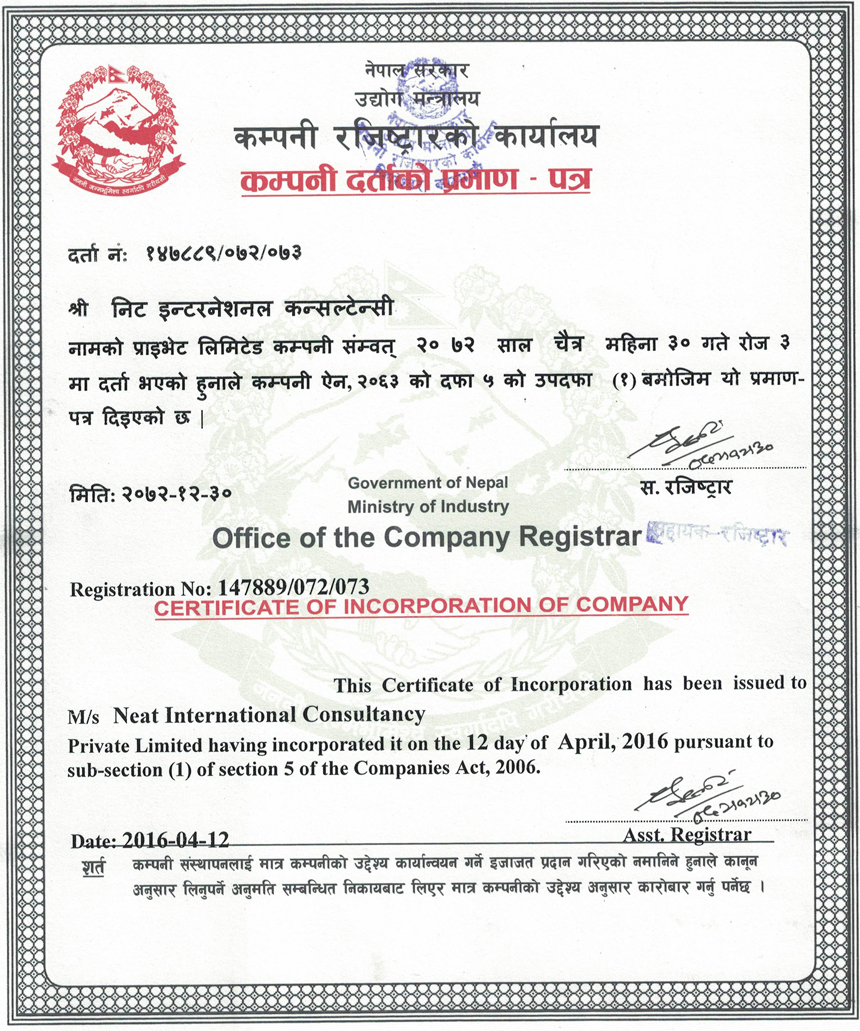 नेपाल सरकार
उद्योग मन्त्रालय
कम्पनी रजिष्ट्रारको कार्यालय
कम्पनी दर्ताको प्रमाण - पत्र
दर्ता नं: १४७८८९/०७२/०७३
श्री निट इन्टरनेशनल कन्सल्टेन्सी
नामको प्राइभेट लिमिटेड कम्पनी संम्वत् २० ७२ साल चैत्र महिना ३० गते रोज ३
मा दर्ता भएको हुनाले कम्पनी ऐन, २०६३ को दफा ५ को उपदफा (१) बमोजिम यो प्रमाण-
पत्र दिइएको छ |
मिति: २०७२-१२-३०
स. रजिष्ट्रार
Government of Nepal
Ministry of Industry
Office of the Company Registrar
सहायक रजिष्ट्रार
Registration No: 147889/072/073
CERTIFICATE OF INCORPORATION OF COMPANY
This Certificate of Incorporation has been issued to
M/s Neat International Consultancy
Private Limited having incorporated it on the 12 day of April, 2016 pursuant to
sub-section (1) of section 5 of the Companies Act, 2006.
Date: 2016-04-12
Asst. Registrar
शर्त कम्पनी संस्थापनलाई मात्र कम्पनीको उद्देश्य कार्यान्वयन गर्ने इजाजत प्रदान गरिएको नमानिने हुनाले कानून
अनुसार लिनुपर्ने अनुमति सम्बन्धित निकायबाट लिएर मात्र कम्पनीको उद्देश्य अनुसार कारोबार गर्नु पर्नेछ ।